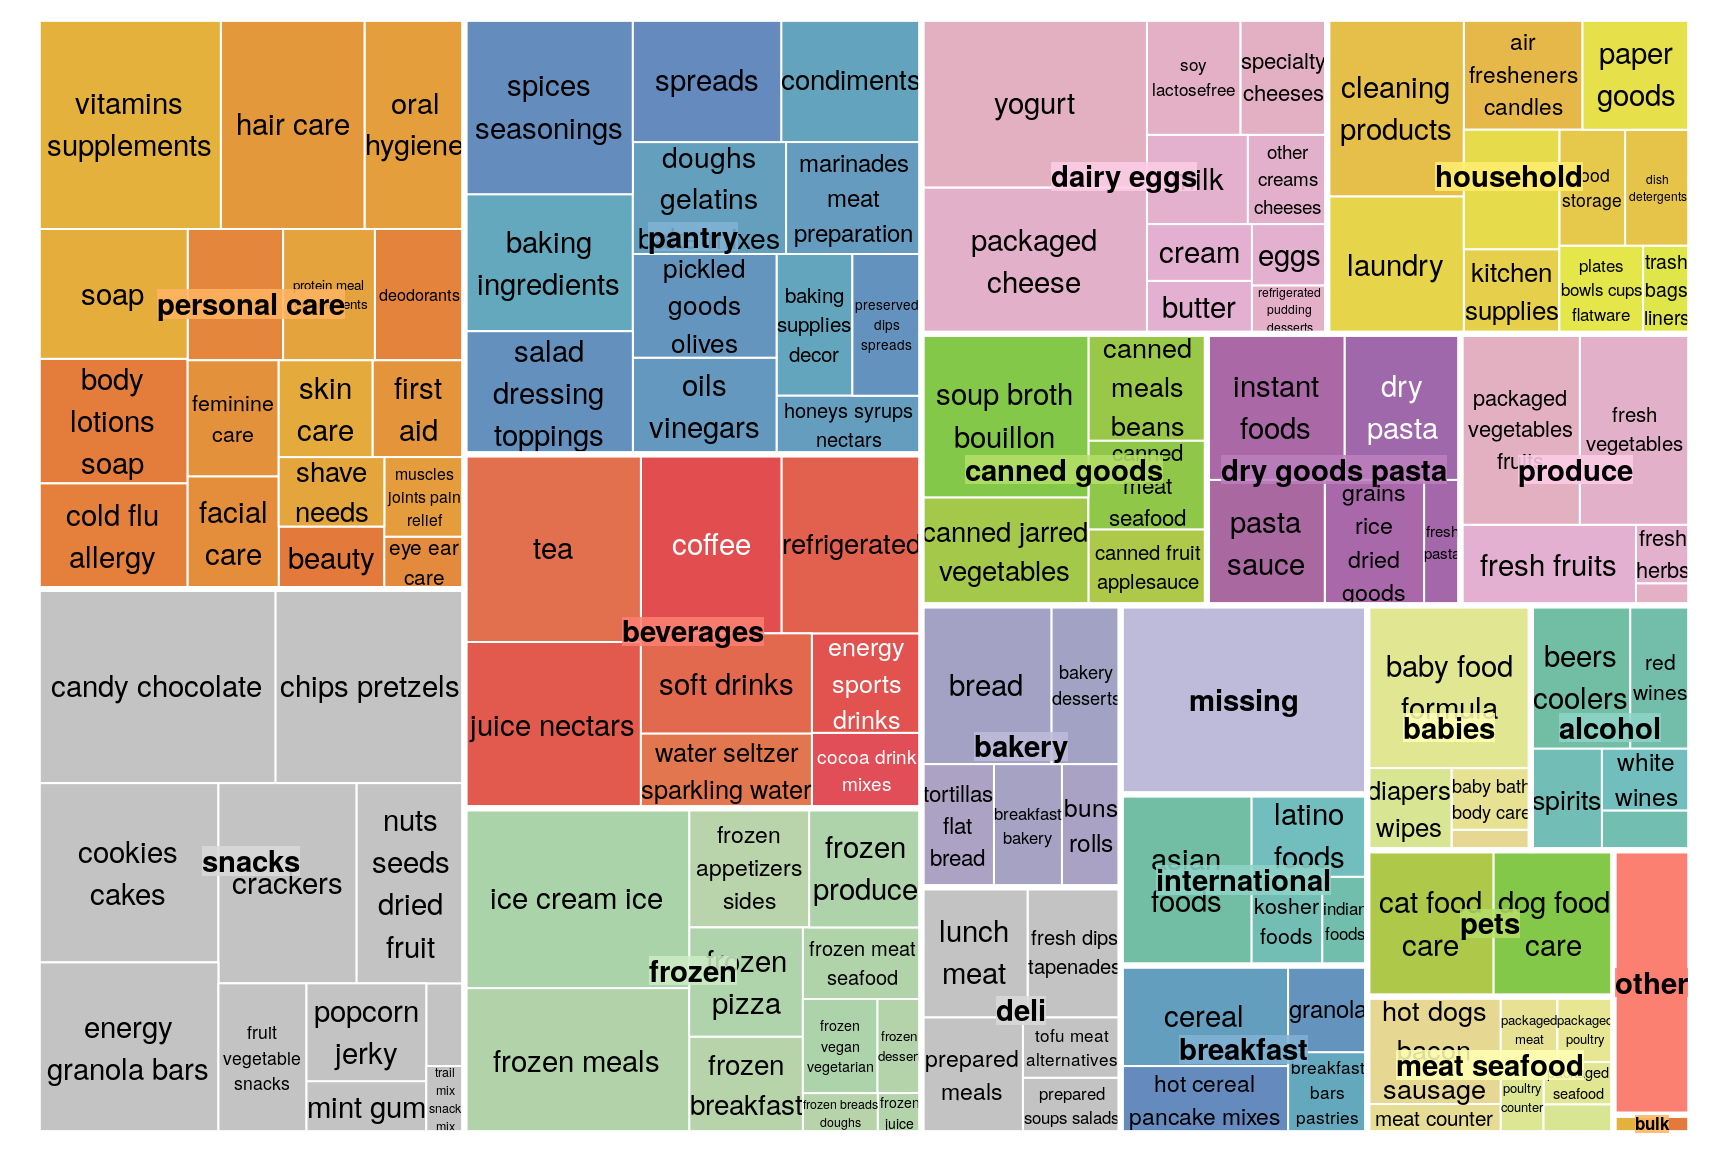 vitamins
supplements
hair care
oral
hygiene
soap
deodorants
protein meal
personal care
body
lotions
soap
feminine
care
skin
care
first
aid
cold flu
allergy
facial
care
shave
needs
muscles
joints pain
relief
beauty
eye ear
care
spices
seasonings
spreads
condiments
doughs
gelatins
marinades
meat
preparation
pantry
baking
ingredients
pickled
goods
olives
baking
supplies
decor
preserved
dips
spreads
salad
dressing
toppings
oils
vinegars
honeys syrups
nectars
yogurt
soy
lactosefree
specialty
cheeses
dairy eggs
other
creams
cheeses
packaged
cheese
cream
eggs
butter
refrigerated
pudding
desserts
cleaning
products
air
fresheners
candles
paper
goods
household
storage
dish
detergents
laundry
kitchen
supplies
plates
bowls cups
flatware
trash
bags
liners
soup broth
bouillon
canned
meals
beans
canned goods
canned
meat
seafood
canned jarred
vegetables
canned fruit
applesauce
instant
foods
dry
pasta
dry goods pasta
pasta
sauce
grains
rice
dried
goods
fresh
pasta
packaged
vegetables
fruits
fresh
vegetables
produce
fresh fruits
fresh
herbs
candy chocolate
chips pretzels
cookies
cakes
snacks
crackers
nuts
seeds
dried
fruit
energy
granola bars
fruit
vegetable
snacks
popcorn
jerky
mint gum
trail
mix
snack
mix
tea
coffee
refrigerated
beverages
juice nectars
soft drinks
energy
sports
drinks
water seltzer
sparkling water
cocoa drink
mixes
ice cream ice
frozen
appetizers
sides
frozen
produce
frozen
frozen
pizza
frozen meat
seafood
frozen meals
frozen
breakfast
frozen
vegan
vegetarian
frozen
dessert
frozen breads
doughs
frozen
juice
bread
bakery
desserts
bakery
tortillas
flat
bread
breakfast
bakery
buns
rolls
missing
baby food
formula
babies
diapers
wipes
baby bath
body care
beers
coolers
red
wines
alcohol
spirits
white
wines
asian
foods
latino
foods
international
kosher
foods
indian
foods
lunch
meat
fresh dips
tapenades
deli
prepared
meals
tofu meat
alternatives
prepared
soups salads
cereal
granola
breakfast
hot cereal
pancake mixes
breakfast
bars
pastries
cat food
care
dog food
care
pets
hot dogs
bacon
sausage
packaged
meat
packaged
poultry
meat seafood
poultry
counter
seafood
meat counter
other
bulk